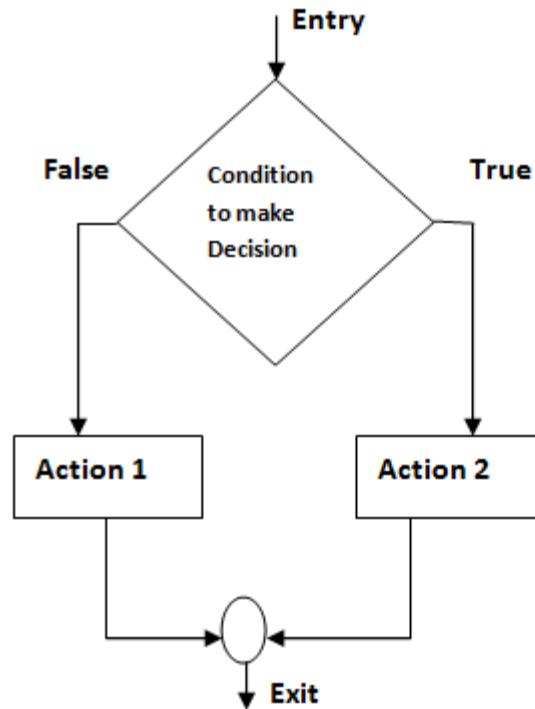 Entry
False
True
Condition
to make
Decision
Action 1
Action 2
Exit